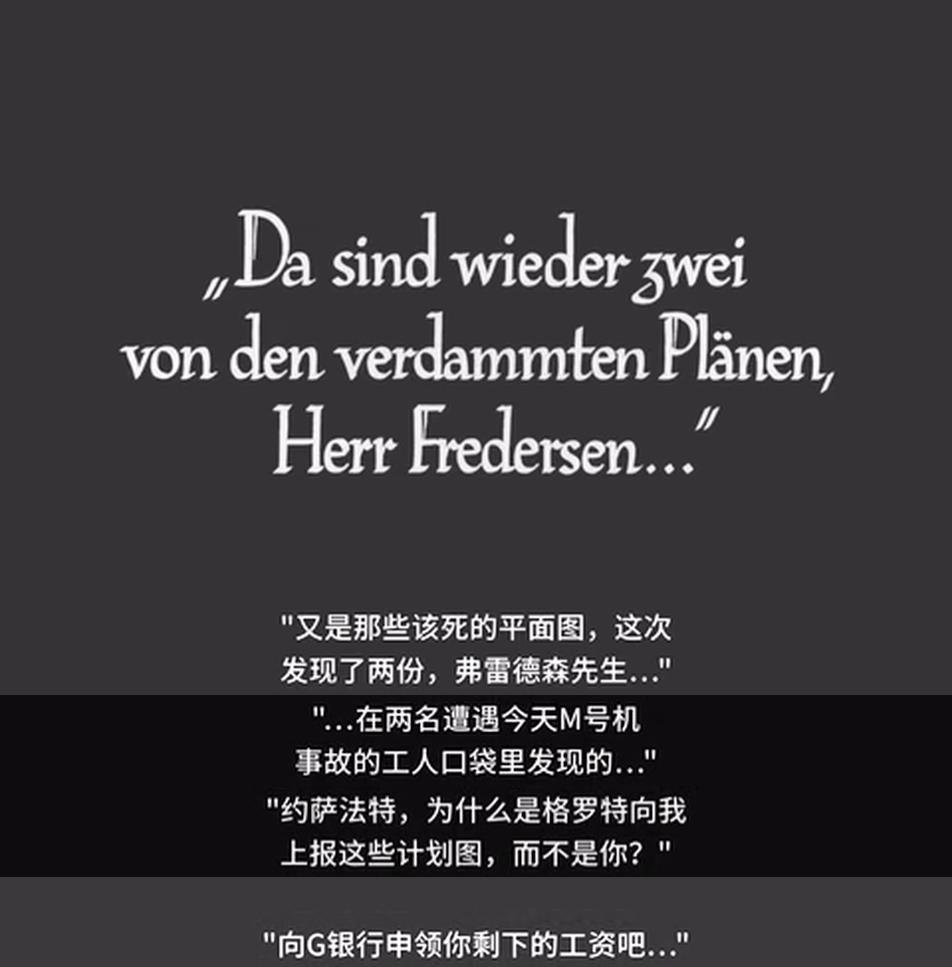 „Da sind wieder zwei
von den verdammten Plänen,
Herr Fredersen..."
"又是那些该死的平面图，这次
发现了两份，弗雷德森先生…"
"…在两名遭遇今天M号机
事故的工人口袋里发现的…"
"约萨法特，为什么是格罗特向我
上报这些计划图，而不是你？"
"向G银行申领你剩下的工资吧…"